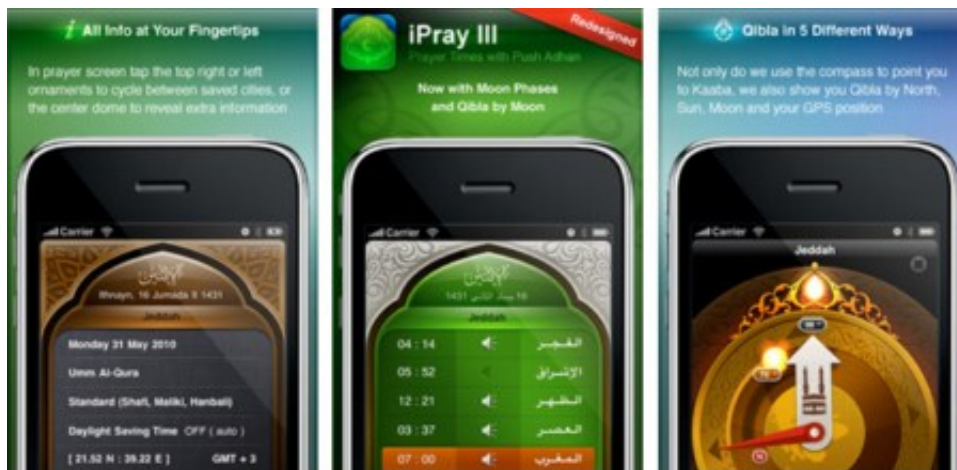 All Info at Your Fingertips
In prayer screen tap the top right or left
ornaments to cycle between saved cities, or
the center dome to reveal extra information
Carrier
Ithnayn, 16 Jumada II 1431
Jeddah
Monday 31 May 2010
Umm Al-Qura
Standard (Shafi, Maliki, Hanbali)
Daylight Saving Time OFF ( auto )
[ 21.52 N : 39.22 E ] GMT + 3
iPray III
Redesigned
Prayer Times with Push Adhan
Now with Moon Phases
and Qibla by Moon
Carrier
Jeddah
04 : 14 الفجر
05 : 52 الإشراق
12 : 21 الظهر
03 : 37 العصر
07 : 00 المغرب
Qibla in 5 Different Ways
Not only do we use the compass to point you
to Kaaba, we also show you Qibla by North,
Sun, Moon and your GPS position
Carrier
Jeddah
N